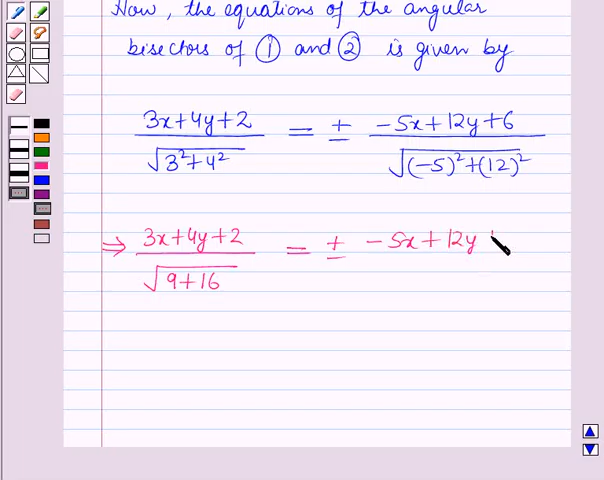 Now, the equations of the angular
bisectors of ① and ② is given by
(3x+4y+2)/√(3²+4²) = ± (-5x+12y+6)/√((-5)²+(12)²)
⇒ (3x+4y+2)/√(9+16) = ± -5x+12y